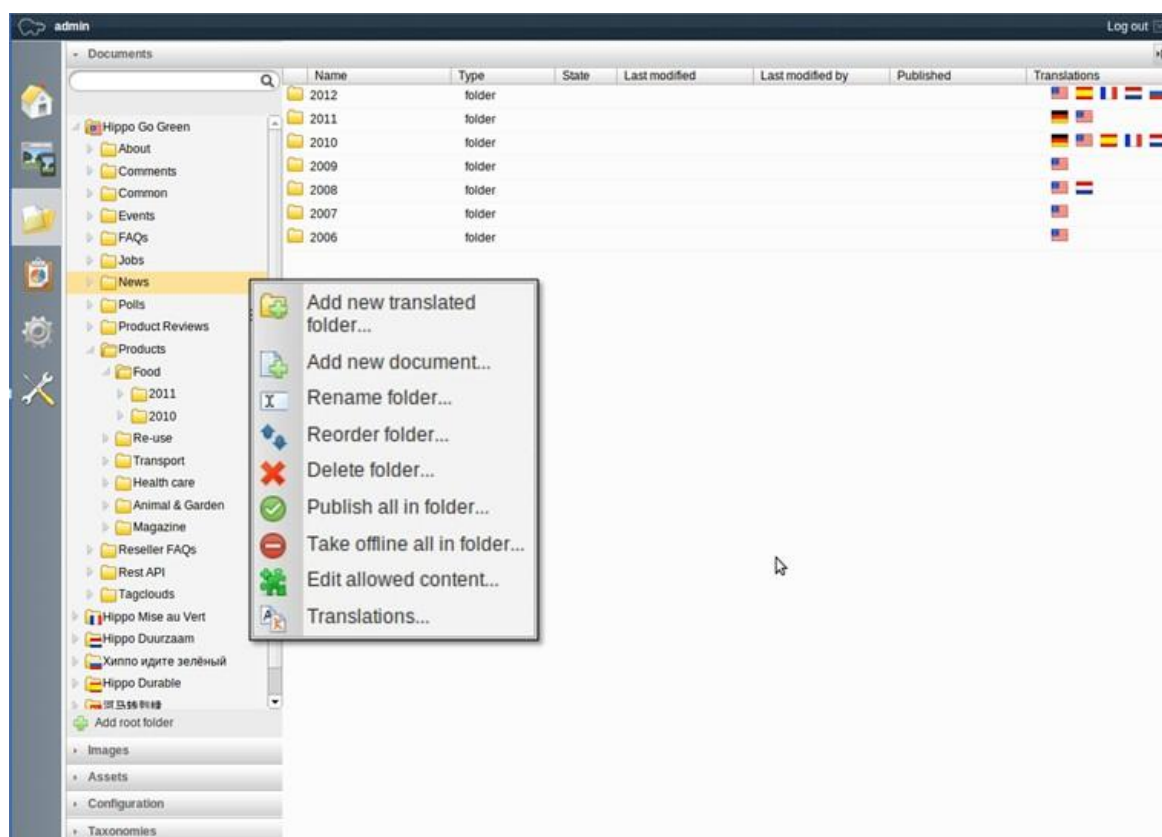 admin
Log out
Documents
Name Type State Last modified Last modified by Published Translations
2012 folder
2011 folder
2010 folder
2009 folder
2008 folder
2007 folder
2006 folder
Hippo Go Green
About
Comments
Common
Events
FAQs
Jobs
News
Polls
Product Reviews
Products
Food
2011
2010
Re-use
Transport
Health care
Animal & Garden
Magazine
Reseller FAQs
Rest API
Tagclouds
Hippo Mise au Vert
Hippo Duurzaam
Хиппо идите зелёный
Hippo Durable
Add root folder
Images
Assets
Configuration
Taxonomies
Add new translated
folder...
Add new document...
Rename folder...
Reorder folder...
Delete folder...
Publish all in folder...
Take offline all in folder...
Edit allowed content...
Translations...